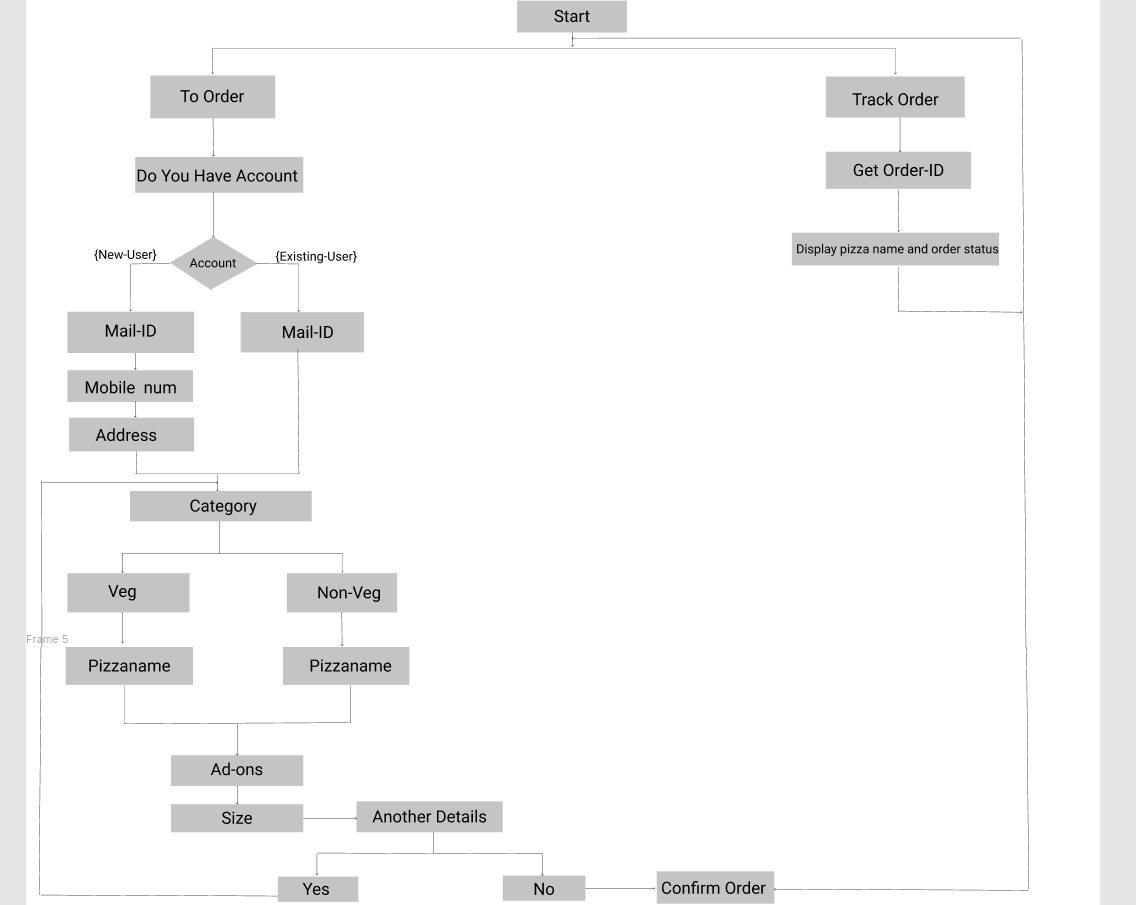 Start
To Order
Track Order
Do You Have Account
Get Order-ID
{New-User}
{Existing-User}
Account
Display pizza name and order status
Mail-ID
Mail-ID
Mobile num
Address
Category
Veg
Non-Veg
Frame 5
Pizzaname
Pizzaname
Ad-ons
Size
Another Details
Yes
No
Confirm Order